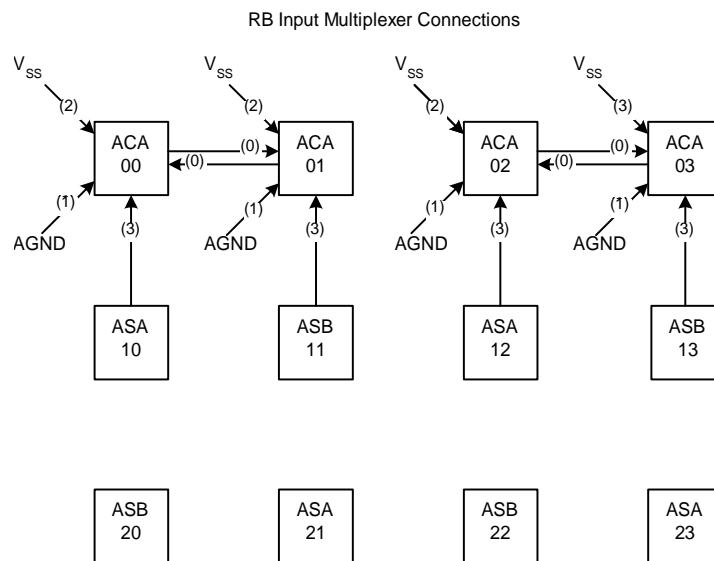 RB Input Multiplexer Connections
VSS VSS VSS VSS
(2) (2) (2) (3)
ACA ACA ACA ACA
00 01 02 03
(0) (0) (0) (0)
(1) (1) (1) (1)
AGND AGND AGND AGND
(3) (3) (3) (3)
ASA ASB ASA ASB
10 11 12 13
ASB ASA ASB ASA
20 21 22 23